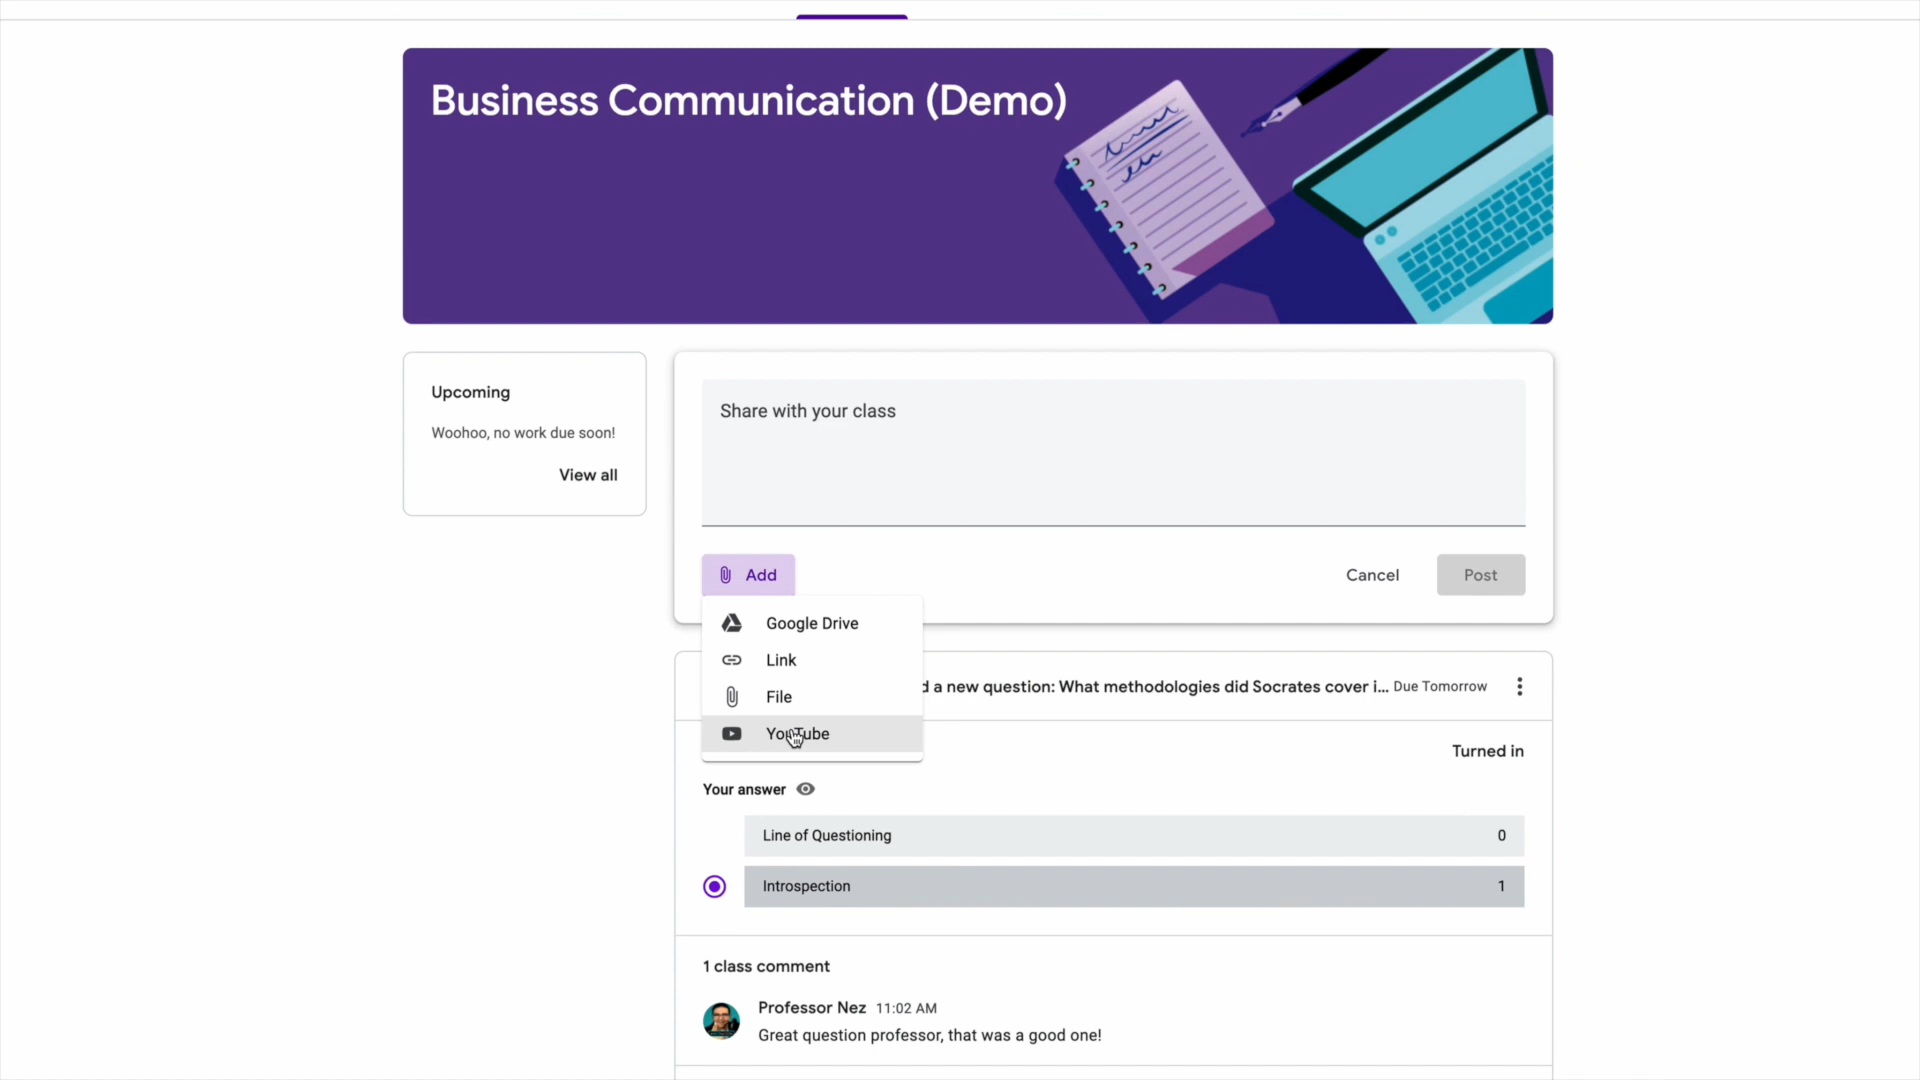 Business Communication (Demo)
Upcoming
Woohoo, no work due soon!
View all
Share with your class
Add
Cancel
Post
Google Drive
Link
File
YouTube
d a new question: What methodologies did Socrates cover i... Due Tomorrow
Turned in
Your answer
Line of Questioning 0
Introspection 1
1 class comment
Professor Nez 11:02 AM
Great question professor, that was a good one!